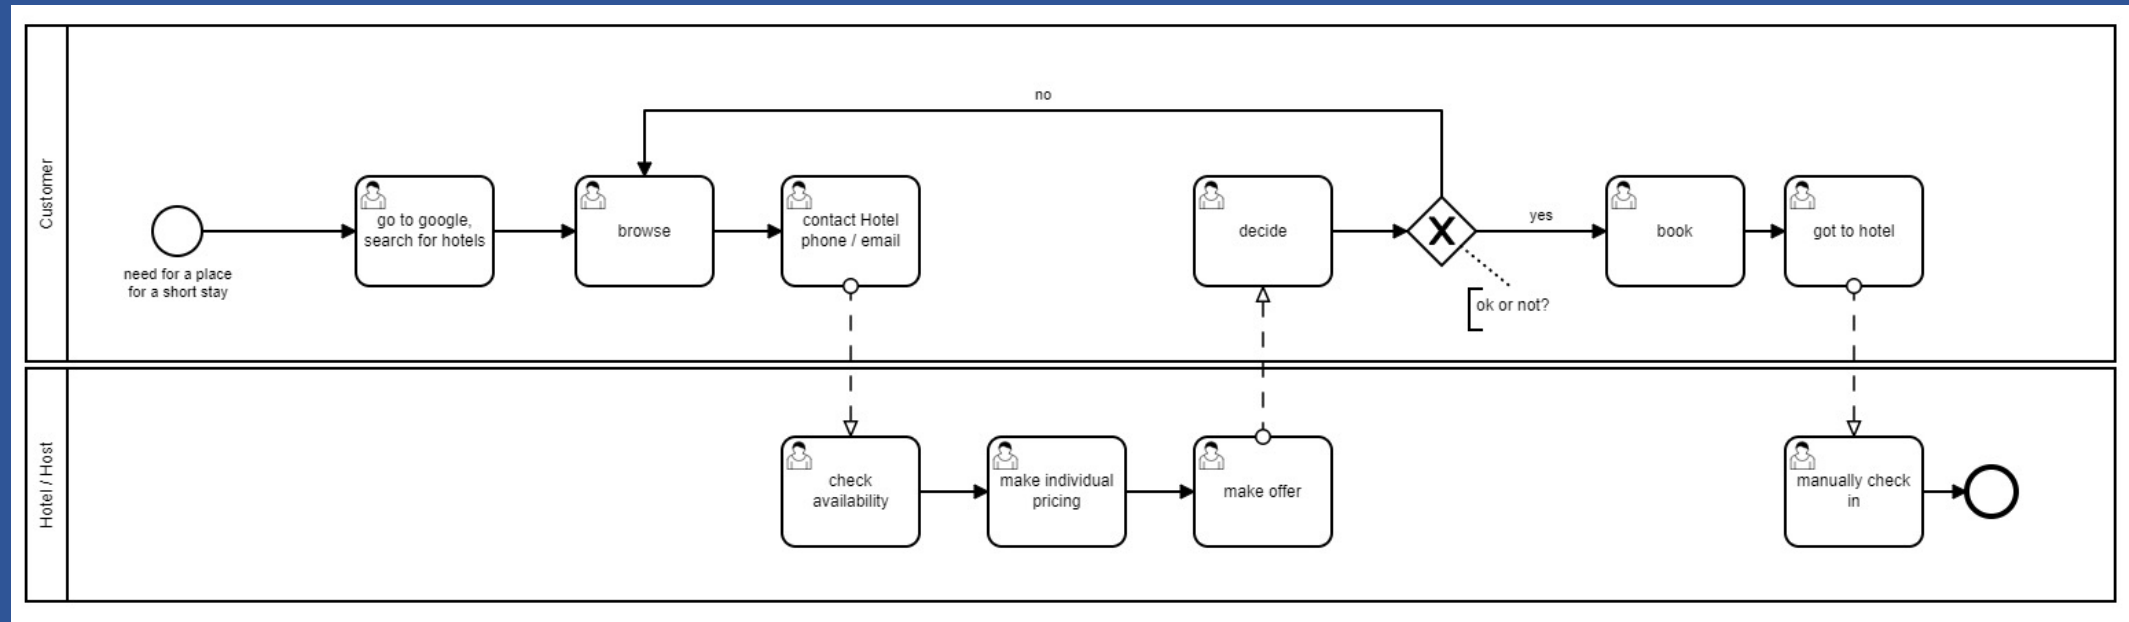 Customer
no
need for a place
for a short stay
go to google,
search for hotels
browse
contact Hotel
phone / email
decide
X
yes
ok or not?
book
got to hotel
Hotel / Host
check
availability
make individual
pricing
make offer
manually check
in